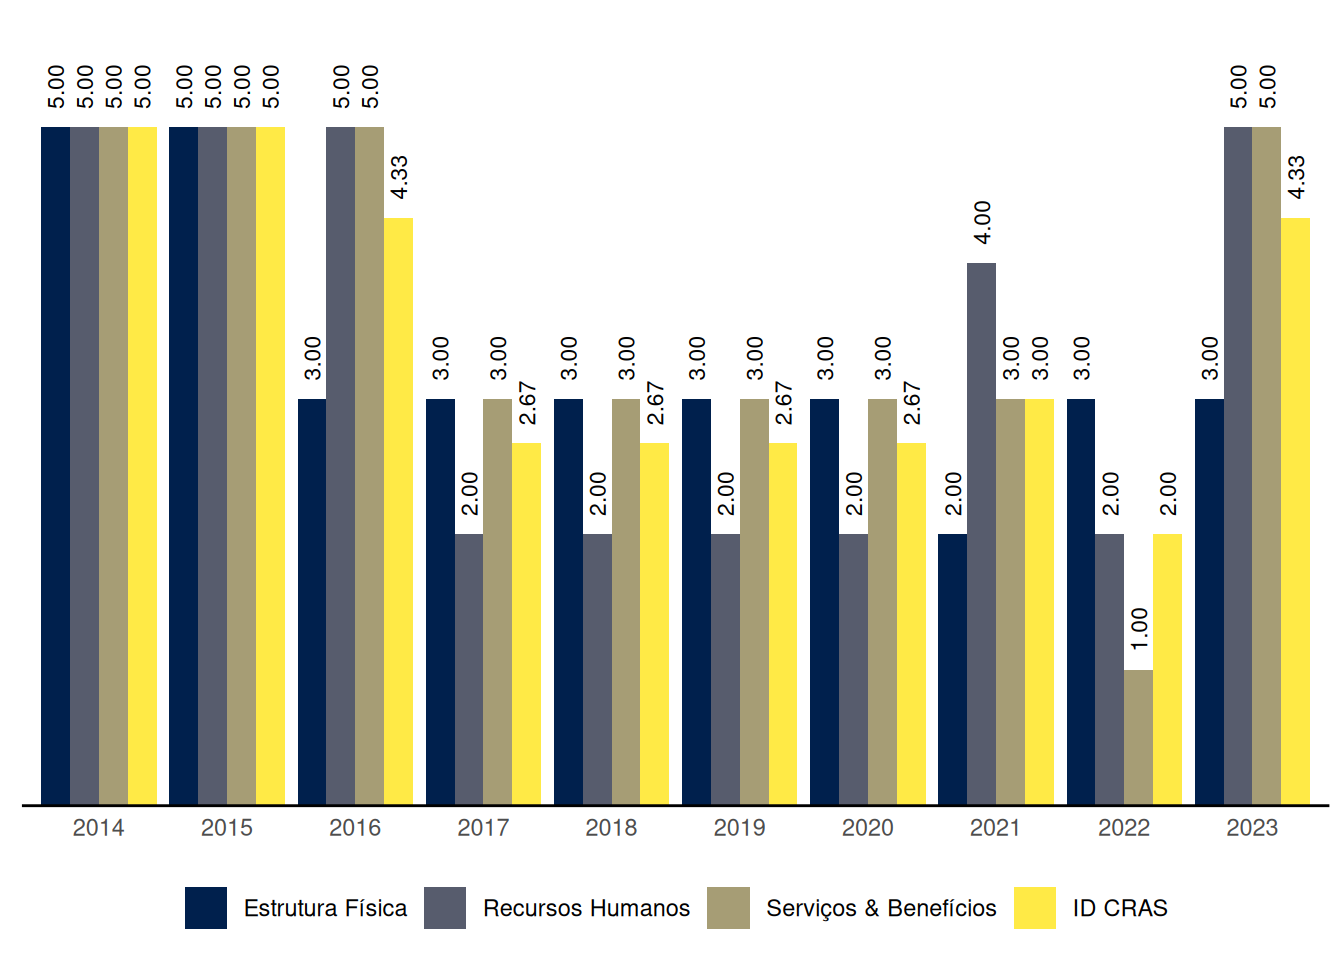 5.00 5.00 5.00 5.00 5.00 5.00 5.00 5.00 5.00 5.00 5.00 5.00
4.33 4.33
4.00
3.00 3.00 3.00 3.00 3.00 3.00 3.00 3.00 3.00 3.00 3.00 3.00 3.00
2.67 2.67 2.67 2.67
2.00 2.00 2.00 2.00 2.00 2.00 2.00
1.00
2014 2015 2016 2017 2018 2019 2020 2021 2022 2023
Estrutura Física Recursos Humanos Serviços & Benefícios ID CRAS